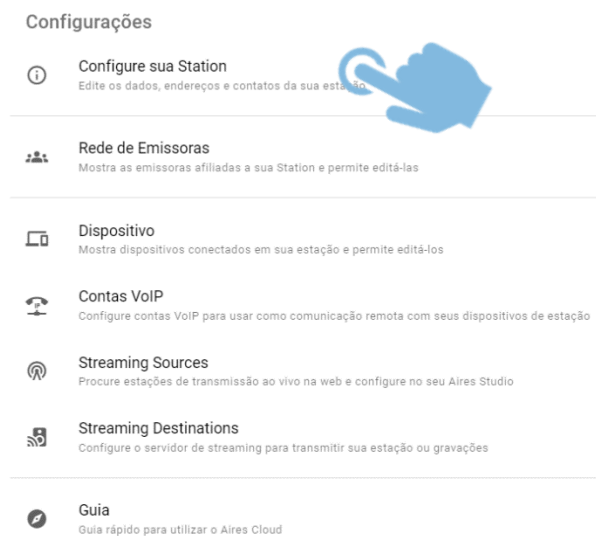 Configurações
Configure sua Station
Edite os dados, endereços e contatos da sua estação
Rede de Emissoras
Mostra as emissoras afiliadas a sua Station e permite editá-las
Dispositivo
Mostra dispositivos conectados em sua estação e permite editá-los
Contas VoIP
IP
Configure contas VoIP para usar como comunicação remota com seus dispositivos de estação
Streaming Sources
Procure estações de transmissão ao vivo na web e configure no seu Aires Studio
Streaming Destinations
Configure o servidor de streaming para transmitir sua estação ou gravações
Guia
Guia rápido para utilizar o Aires Cloud